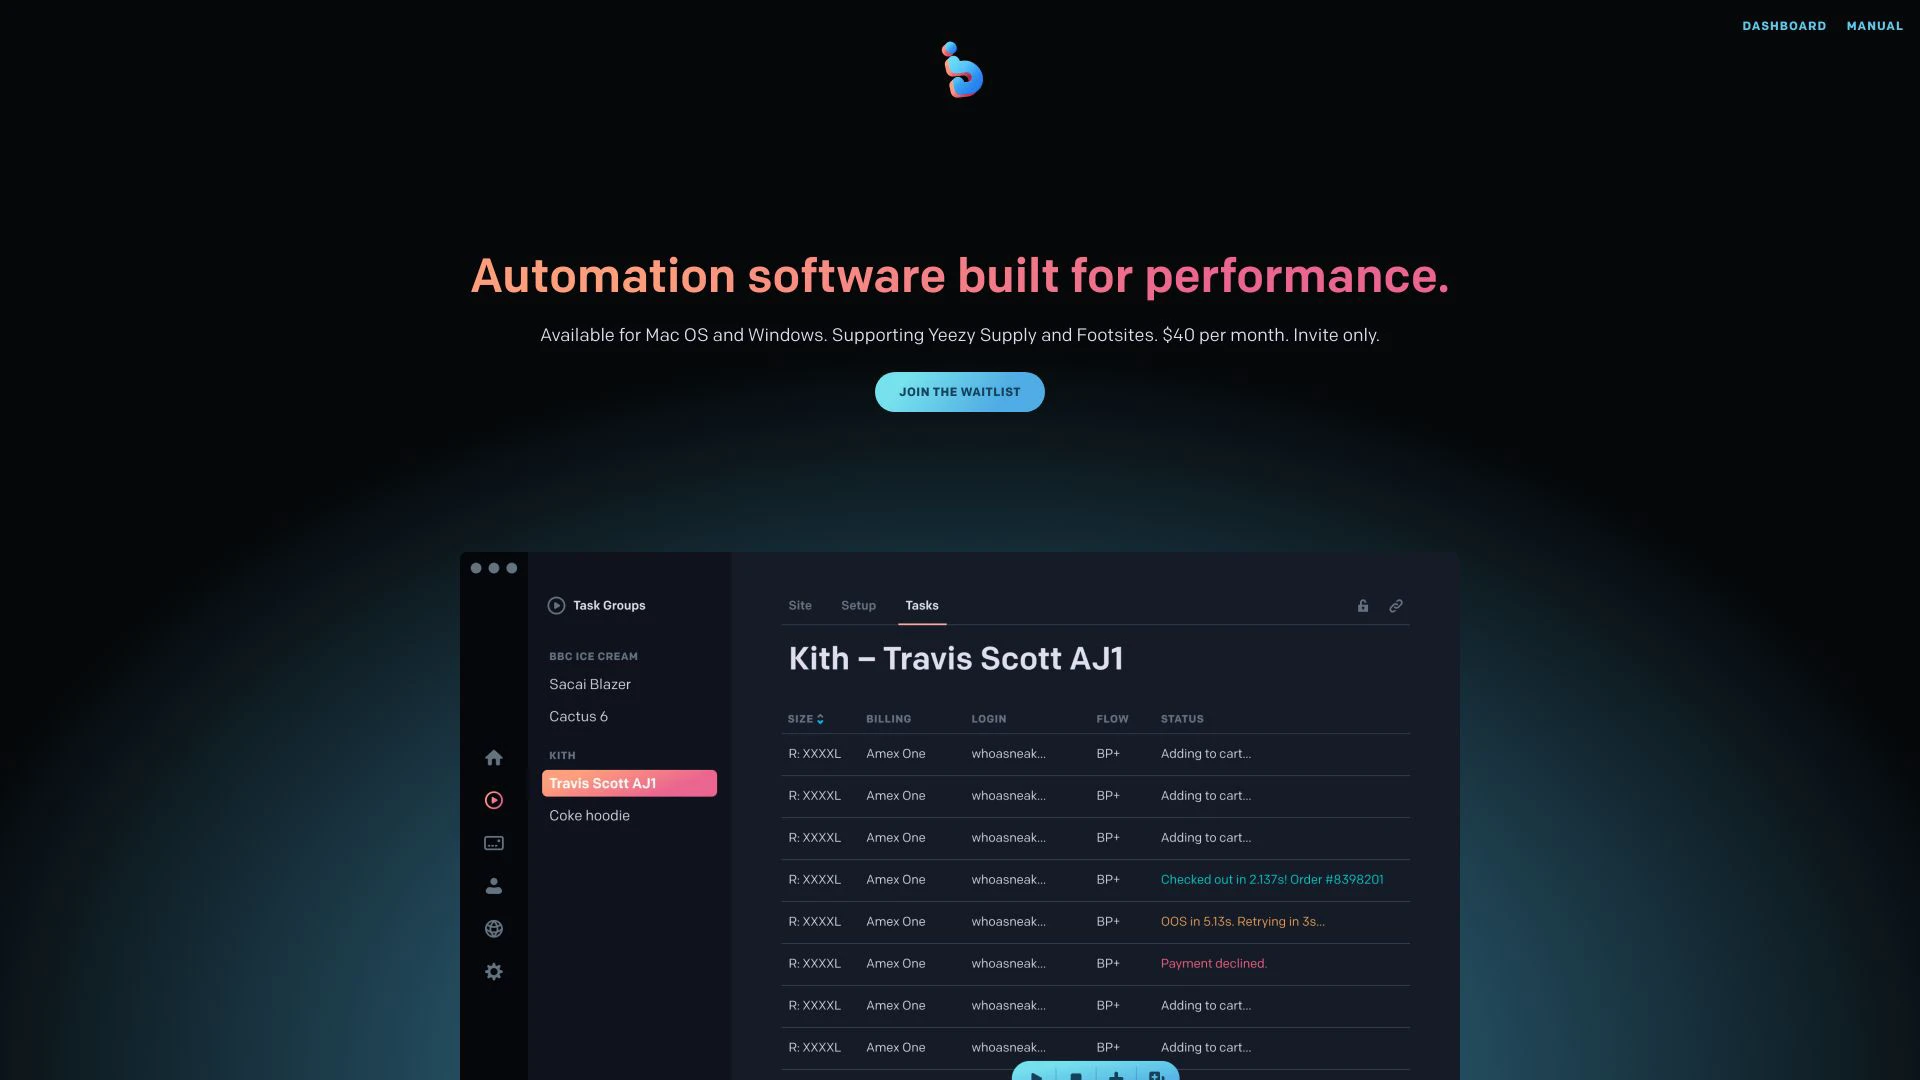 DASHBOARD MANUAL
Automation software built for performance.
Available for Mac OS and Windows. Supporting Yeezy Supply and Footsites. $40 per month. Invite only.
JOIN THE WAITLIST
Task Groups
BBC ICE CREAM
Sacai Blazer
Cactus 6
KITH
Travis Scott AJ1
Coke hoodie
Site Setup Tasks
Kith – Travis Scott AJ1
SIZE BILLING LOGIN FLOW STATUS
R: XXXXL Amex One whoasneak... BP+ Adding to cart...
R: XXXXL Amex One whoasneak... BP+ Adding to cart...
R: XXXXL Amex One whoasneak... BP+ Adding to cart...
R: XXXXL Amex One whoasneak... BP+ Checked out in 2.137s! Order #8398201
R: XXXXL Amex One whoasneak... BP+ OOS in 5.13s. Retrying in 3s...
R: XXXXL Amex One whoasneak... BP+ Payment declined.
R: XXXXL Amex One whoasneak... BP+ Adding to cart...
R: XXXXL Amex One whoasneak... BP+ Adding to cart...